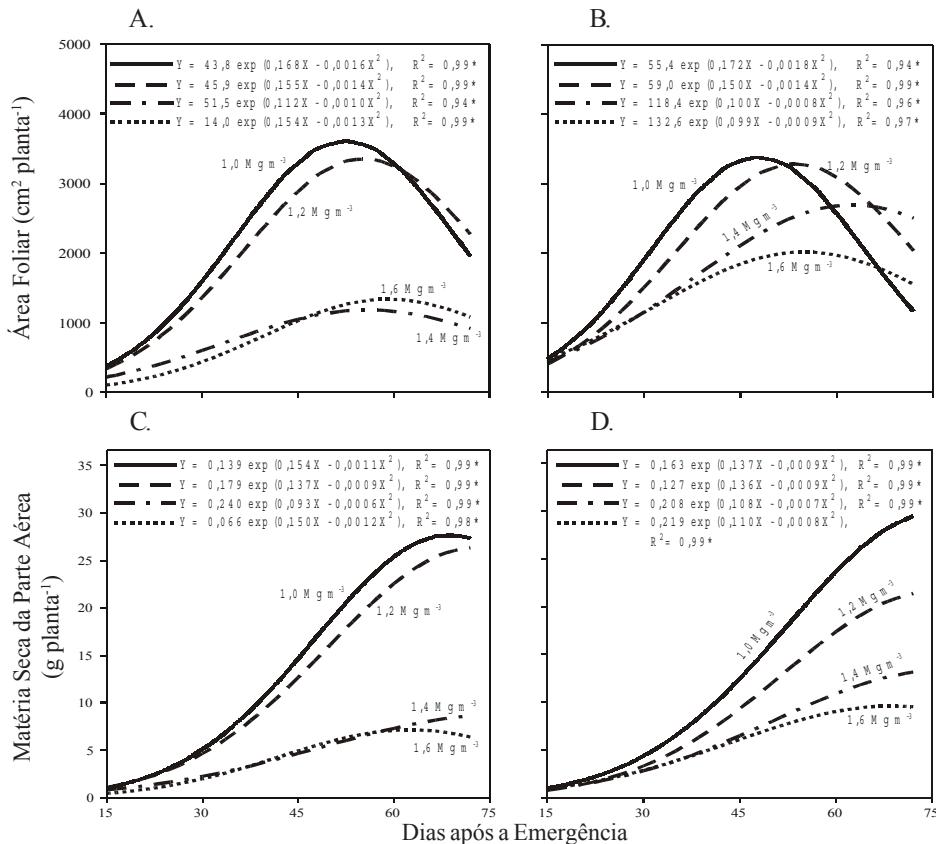 A.
Y = 43,8 exp (0,168X - 0,0016X²), R² = 0,99*
Y = 45,9 exp (0,155X - 0,0014X²), R² = 0,99*
Y = 51,5 exp (0,112X - 0,0010X²), R² = 0,94*
Y = 14,0 exp (0,154X - 0,0013X²), R² = 0,99*
5000
4000
3000
2000
1000
0
Área Foliar (cm² planta⁻¹)
1,0 Mg m⁻³
1,2 Mg m⁻³
1,6 Mg m⁻³
1,4 Mg m⁻³
15 30 45 60 75
B.
Y = 55,4 exp (0,172X - 0,0018X²), R² = 0,94*
Y = 59,0 exp (0,150X - 0,0014X²), R² = 0,99*
Y = 118,4 exp (0,100X - 0,0008X²), R² = 0,96*
Y = 132,6 exp (0,099X - 0,0009X²), R² = 0,97*
1,0 Mg m⁻³
1,2 Mg m⁻³
1,4 Mg m⁻³
1,6 Mg m⁻³
15 30 45 60 75
C.
Y = 0,139 exp (0,154X - 0,0011X²), R² = 0,99*
Y = 0,179 exp (0,137X - 0,0009X²), R² = 0,99*
Y = 0,240 exp (0,093X - 0,0006X²), R² = 0,99*
Y = 0,066 exp (0,150X - 0,0012X²), R² = 0,98*
35
30
25
20
15
10
5
0
Matéria Seca da Parte Aérea
(g planta⁻¹)
1,0 Mg m⁻³
1,2 Mg m⁻³
1,4 Mg m⁻³
1,6 Mg m⁻³
15 30 45 60 75
D.
Y = 0,163 exp (0,137X - 0,0009X²), R² = 0,99*
Y = 0,127 exp (0,136X - 0,0009X²), R² = 0,99*
Y = 0,208 exp (0,108X - 0,0007X²), R² = 0,99*
Y = 0,219 exp (0,110X - 0,0008X²),
R² = 0,99*
1,0 Mg m⁻³
1,2 Mg m⁻³
1,4 Mg m⁻³
1,6 Mg m⁻³
15 30 45 60 75
Dias após a Emergência